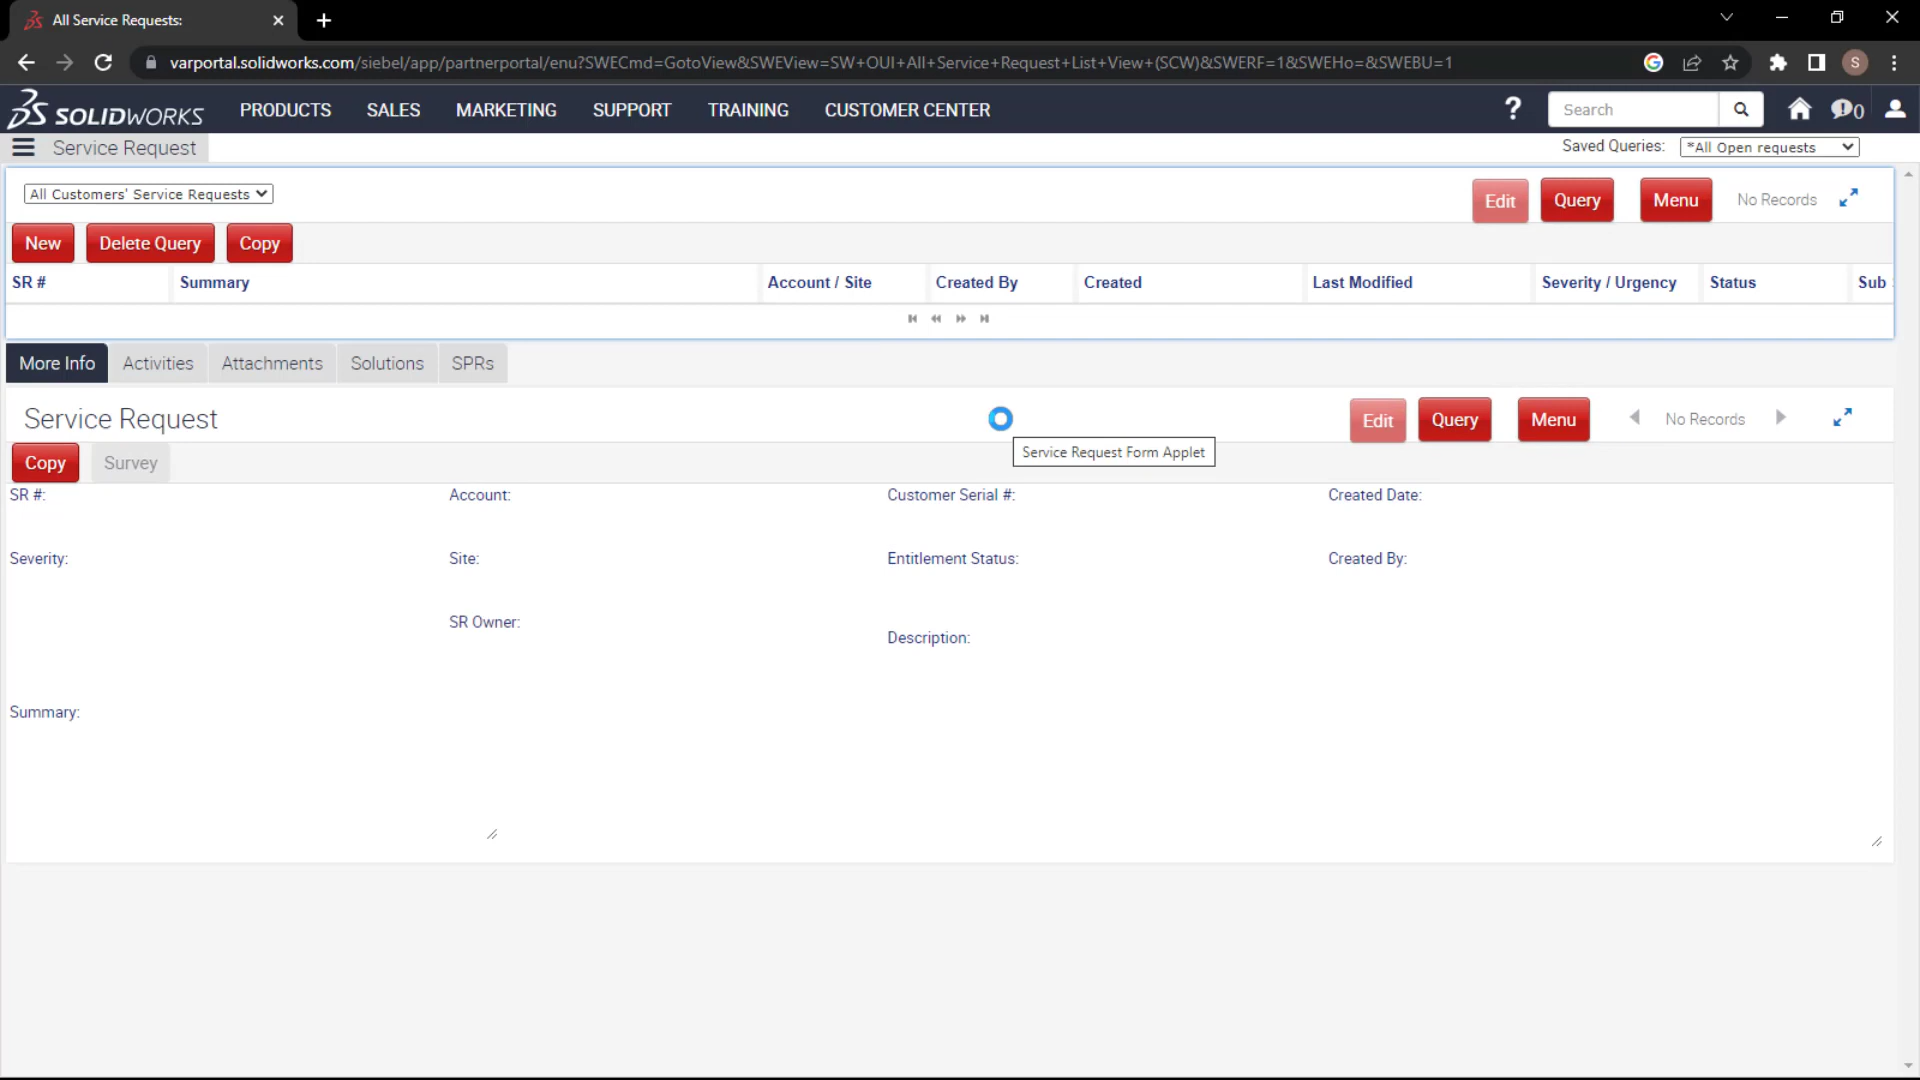 All Service Requests:
varportal.solidworks.com/siebel/app/partnerportal/enu?SWECmd=GotoView&SWEView=SW+OUI+All+Service+Request+List+View+(SCW)&SWERF=1&SWEHo=&SWEBU=1
S
SOLIDWORKS PRODUCTS SALES MARKETING SUPPORT TRAINING CUSTOMER CENTER ? Search 0
Service Request Saved Queries: *All Open requests
All Customers' Service Requests Edit Query Menu No Records
New Delete Query Copy
SR # Summary Account / Site Created By Created Last Modified Severity / Urgency Status Sub
More Info Activities Attachments Solutions SPRs
Service Request Edit Query Menu No Records
Service Request Form Applet
Copy Survey
SR #: Account: Customer Serial #: Created Date:
Severity: Site: Entitlement Status: Created By:
SR Owner:
Description:
Summary: